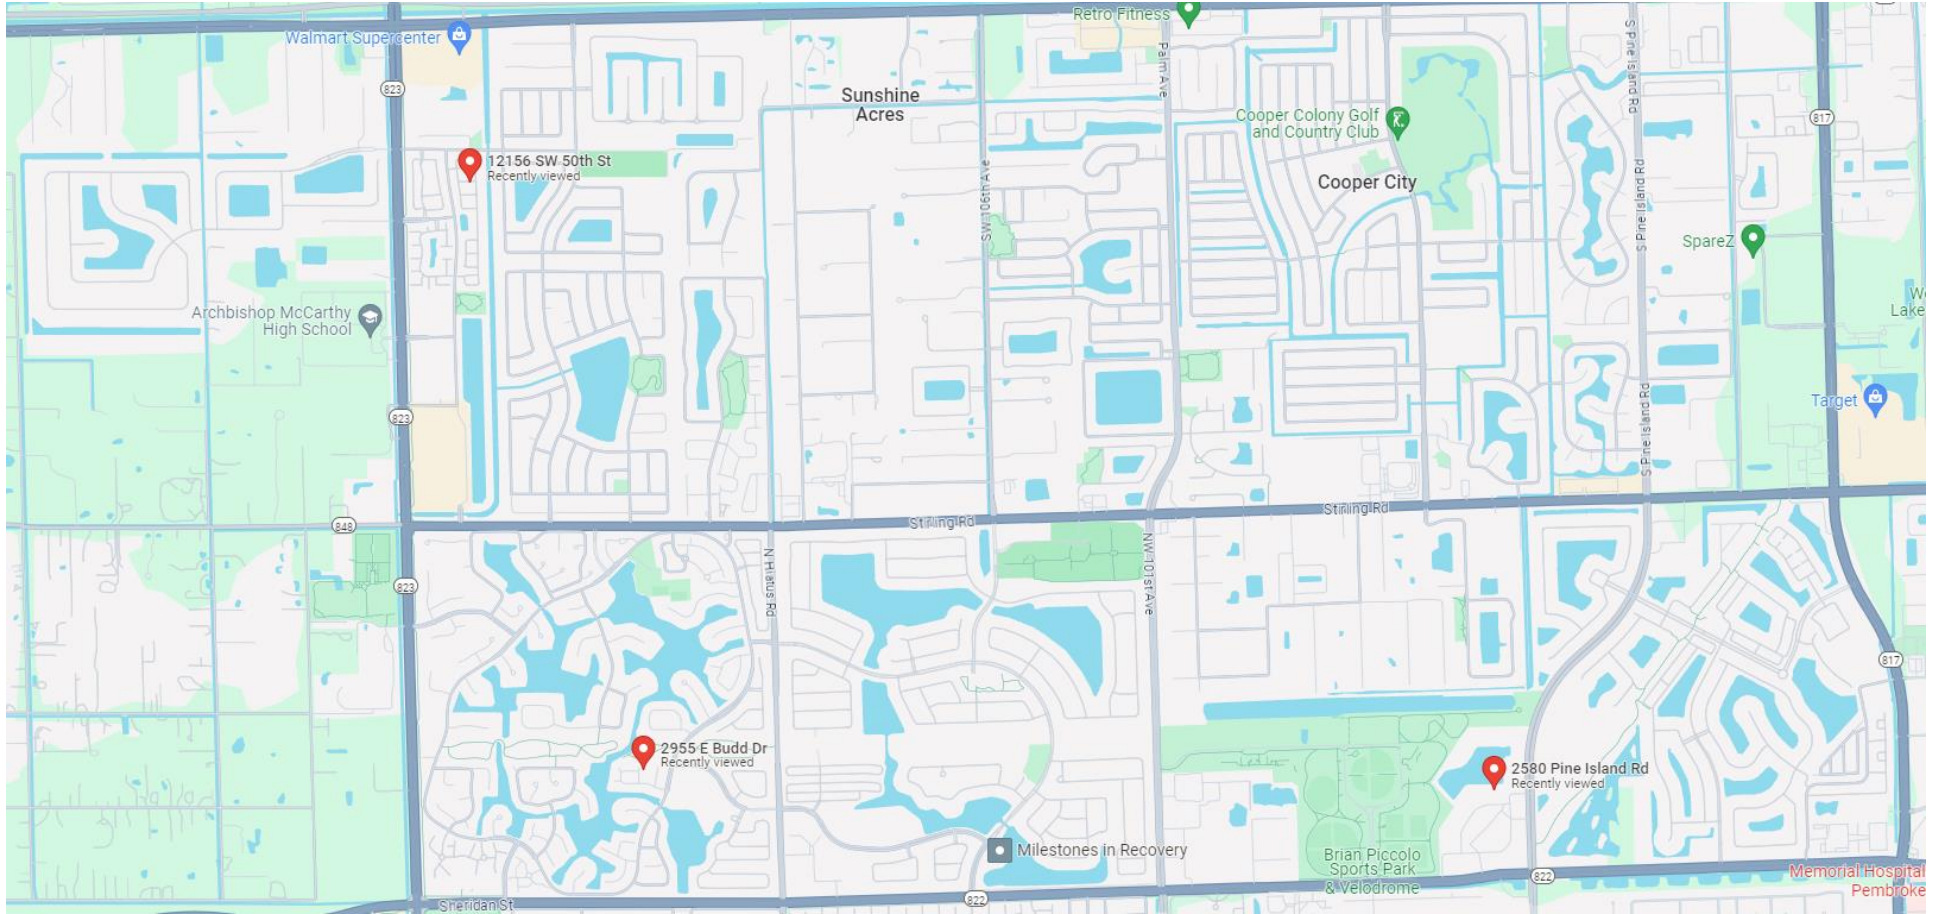 Retro Fitness
Walmart Supercenter
823
Palm Ave
S Pine Island Rd
Sunshine
Acres
817
Cooper Colony Golf
and Country Club
12156 SW 50th St
Recently viewed
Cooper City
SW 106th Ave
S Pine Island Rd
SpareZ
Archbishop McCarthy
High School
We
Lake
Target
823
S Pine Island Rd
848
Stirling Rd
Stirling Rd
823
N Hiatus Rd
NW 101st Ave
817
2955 E Budd Dr
Recently viewed
2580 Pine Island Rd
Recently viewed
Milestones in Recovery
Brian Piccolo
Sports Park
& Velodrome
822
Memorial Hospital
Pembroke
Sheridan St
822